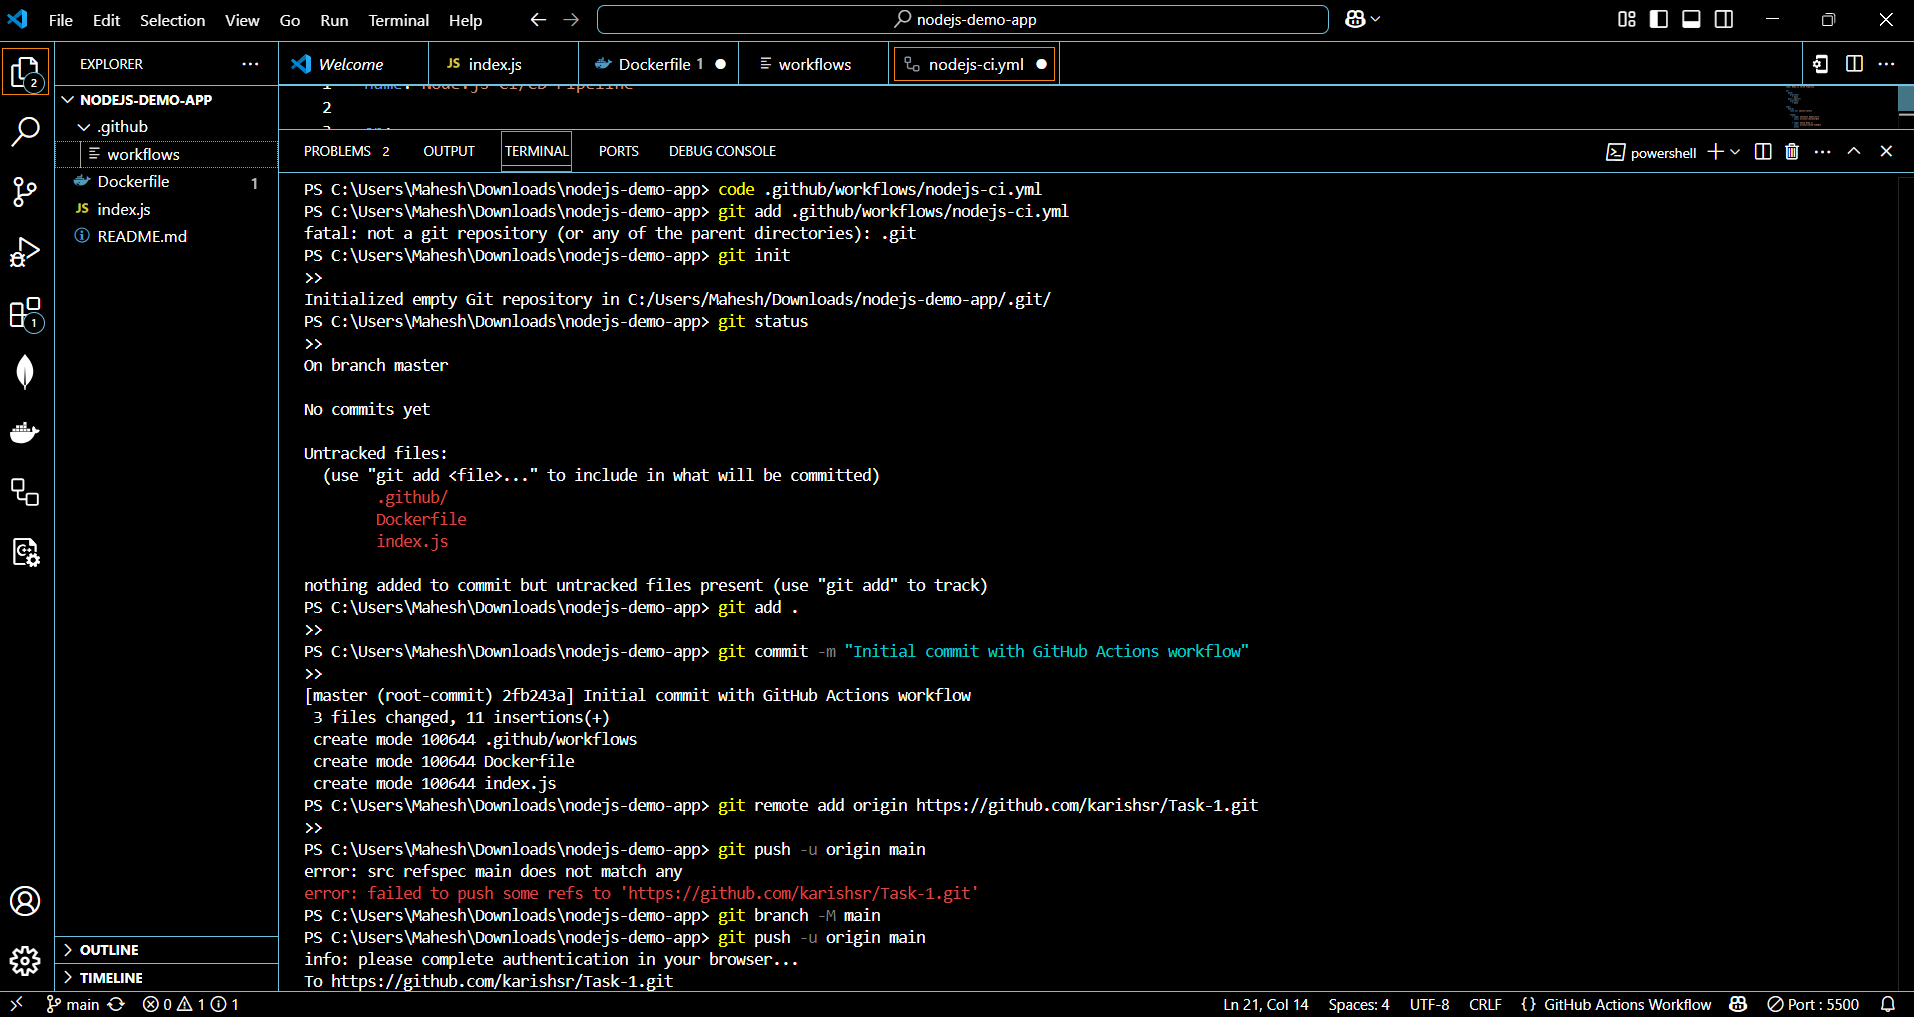 File Edit Selection View Go Run Terminal Help
nodejs-demo-app
EXPLORER
Welcome
JS index.js
Dockerfile 1
workflows
nodejs-ci.yml
2
NODEJS-DEMO-APP
.github
workflows
Dockerfile 1
JS index.js
README.md
1
OUTLINE
TIMELINE
1 name: Node.js CI/CD Pipeline
2
3 on:
PROBLEMS 2 OUTPUT TERMINAL PORTS DEBUG CONSOLE
powershell
PS C:\Users\Mahesh\Downloads\nodejs-demo-app> code .github/workflows/nodejs-ci.yml
PS C:\Users\Mahesh\Downloads\nodejs-demo-app> git add .github/workflows/nodejs-ci.yml
fatal: not a git repository (or any of the parent directories): .git
PS C:\Users\Mahesh\Downloads\nodejs-demo-app> git init
>>
Initialized empty Git repository in C:/Users/Mahesh/Downloads/nodejs-demo-app/.git/
PS C:\Users\Mahesh\Downloads\nodejs-demo-app> git status
>>
On branch master
No commits yet
Untracked files:
(use "git add <file>..." to include in what will be committed)
.github/
Dockerfile
index.js
nothing added to commit but untracked files present (use "git add" to track)
PS C:\Users\Mahesh\Downloads\nodejs-demo-app> git add .
>>
PS C:\Users\Mahesh\Downloads\nodejs-demo-app> git commit -m "Initial commit with GitHub Actions workflow"
>>
[master (root-commit) 2fb243a] Initial commit with GitHub Actions workflow
3 files changed, 11 insertions(+)
create mode 100644 .github/workflows
create mode 100644 Dockerfile
create mode 100644 index.js
PS C:\Users\Mahesh\Downloads\nodejs-demo-app> git remote add origin https://github.com/karishsr/Task-1.git
>>
PS C:\Users\Mahesh\Downloads\nodejs-demo-app> git push -u origin main
error: src refspec main does not match any
error: failed to push some refs to 'https://github.com/karishsr/Task-1.git'
PS C:\Users\Mahesh\Downloads\nodejs-demo-app> git branch -M main
PS C:\Users\Mahesh\Downloads\nodejs-demo-app> git push -u origin main
info: please complete authentication in your browser...
To https://github.com/karishsr/Task-1.git
main 0 1 1
Ln 21, Col 14 Spaces: 4 UTF-8 CRLF {} GitHub Actions Workflow Port : 5500